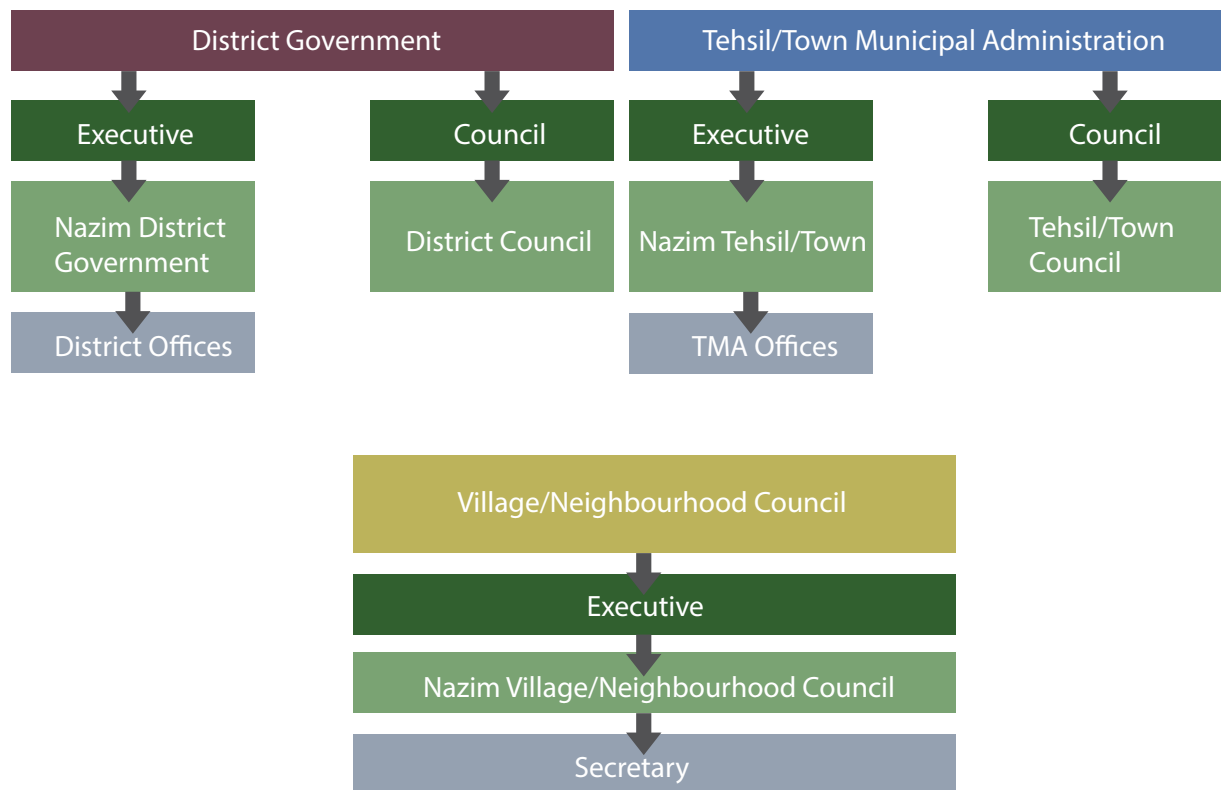 District Government
Tehsil/Town Municipal Administration
Executive
Council
Executive
Council
Nazim District
Government
District Council
Nazim Tehsil/Town
Tehsil/Town
Council
District Offices
TMA Offices
Village/Neighbourhood Council
Executive
Nazim Village/Neighbourhood Council
Secretary